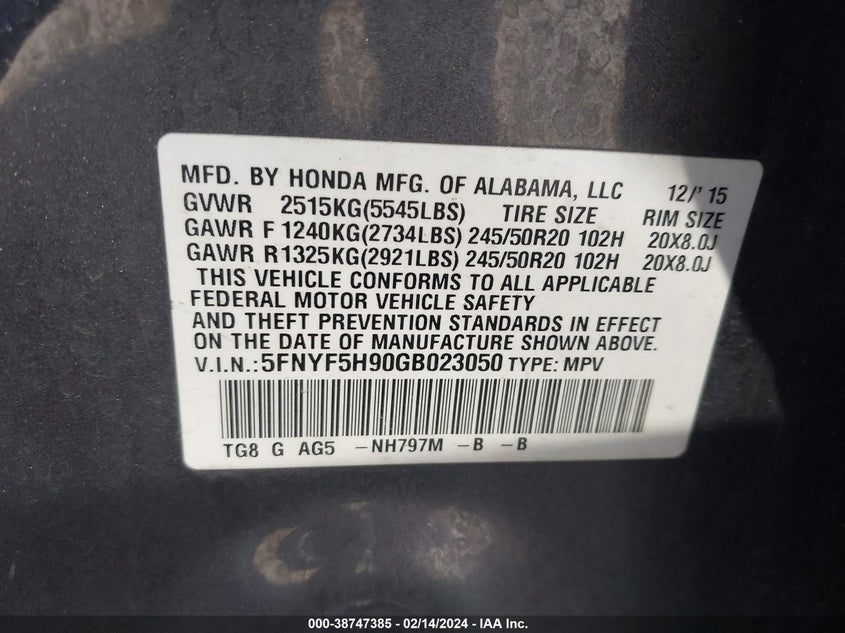 MFD. BY HONDA MFG. OF ALABAMA, LLC 12/' 15
GVWR 2515KG(5545LBS) TIRE SIZE RIM SIZE
GAWR F 1240KG(2734LBS) 245/50R20 102H 20X8.0J
GAWR R 1325KG(2921LBS) 245/50R20 102H 20X8.0J
THIS VEHICLE CONFORMS TO ALL APPLICABLE
FEDERAL MOTOR VEHICLE SAFETY
AND THEFT PREVENTION STANDARDS IN EFFECT
ON THE DATE OF MANUFACTURE SHOWN ABOVE.
V.I.N.:5FNYF5H90GB023050 TYPE: MPV
TG8 G AG5 -NH797M -B -B
000-38747385 - 02/14/2024 - IAA Inc.